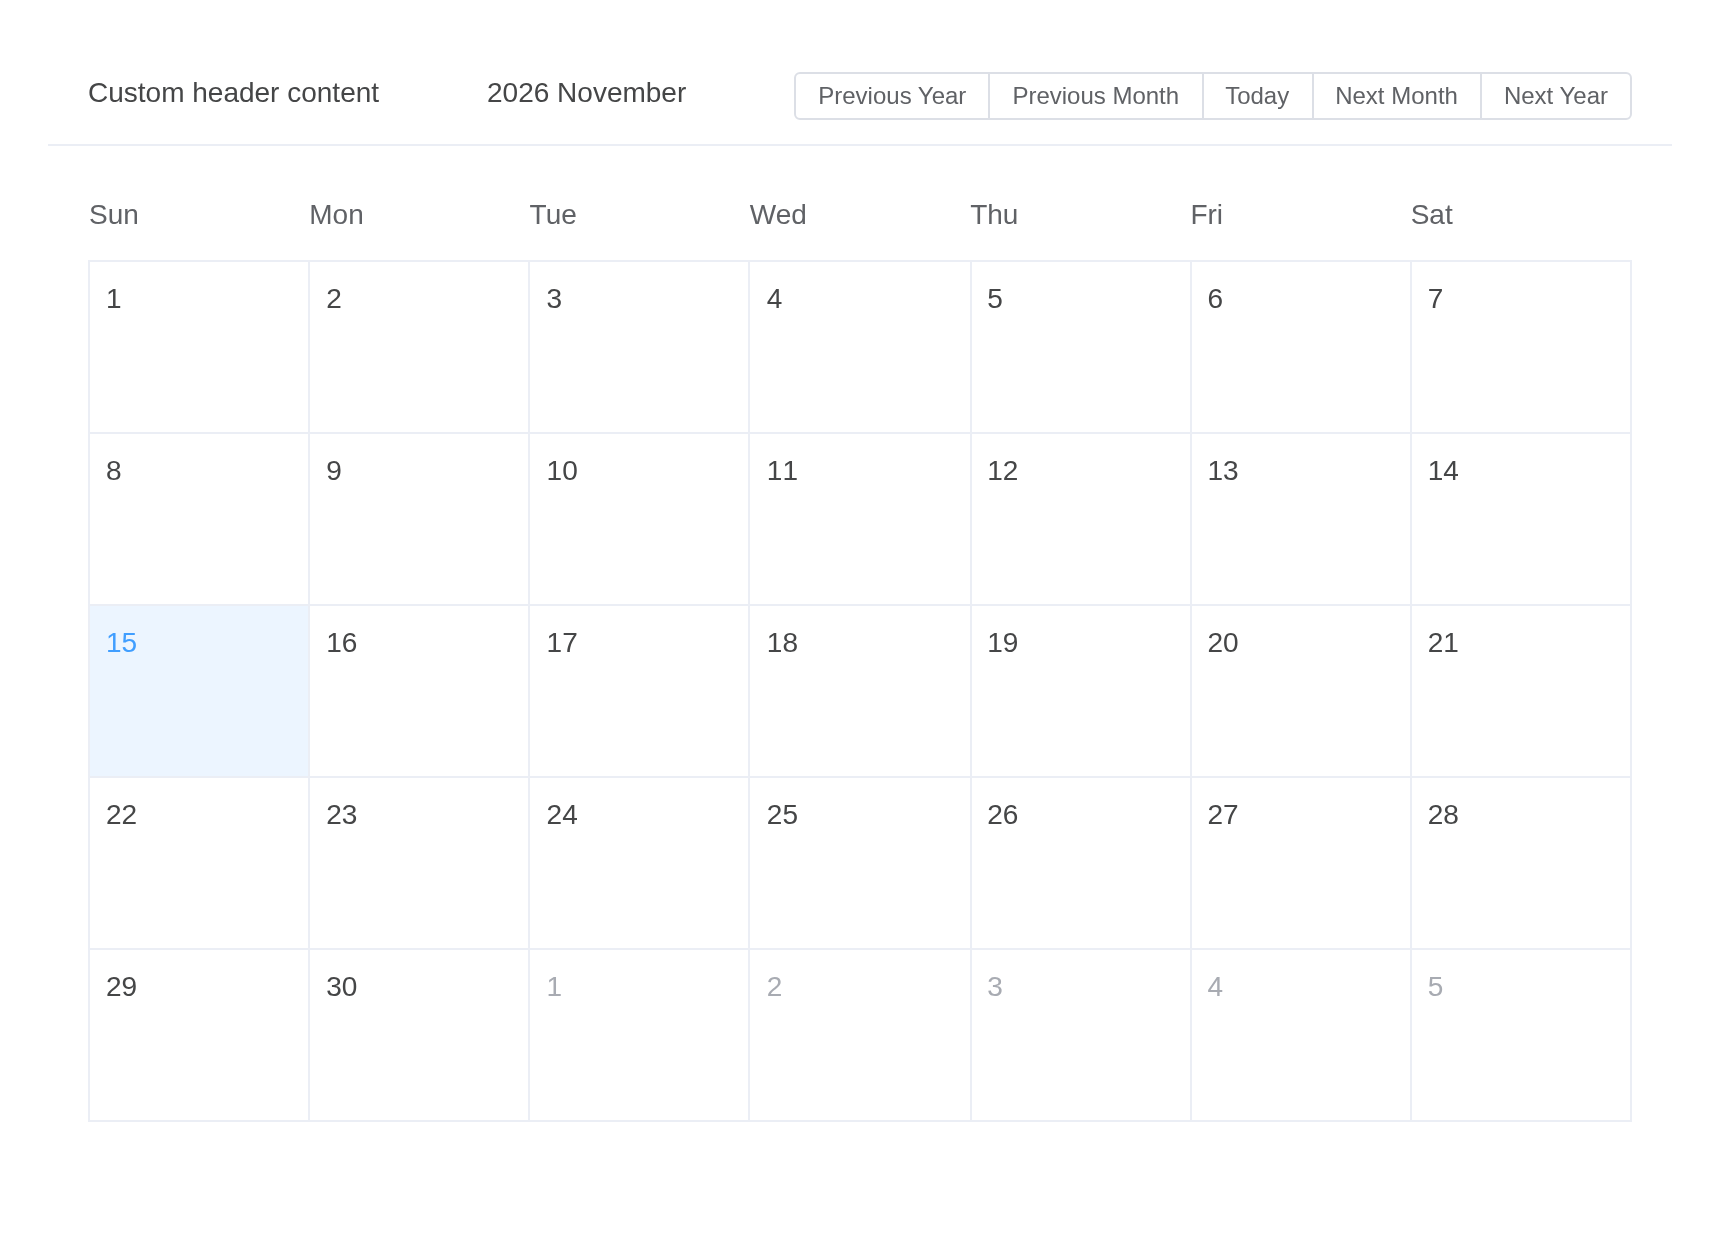 Custom header content 2026 November Previous Year Previous Month Today Next Month Next Year
Sun Mon Tue Wed Thu Fri Sat
1 2 3 4 5 6 7
8 9 10 11 12 13 14
15 16 17 18 19 20 21
22 23 24 25 26 27 28
29 30 1 2 3 4 5